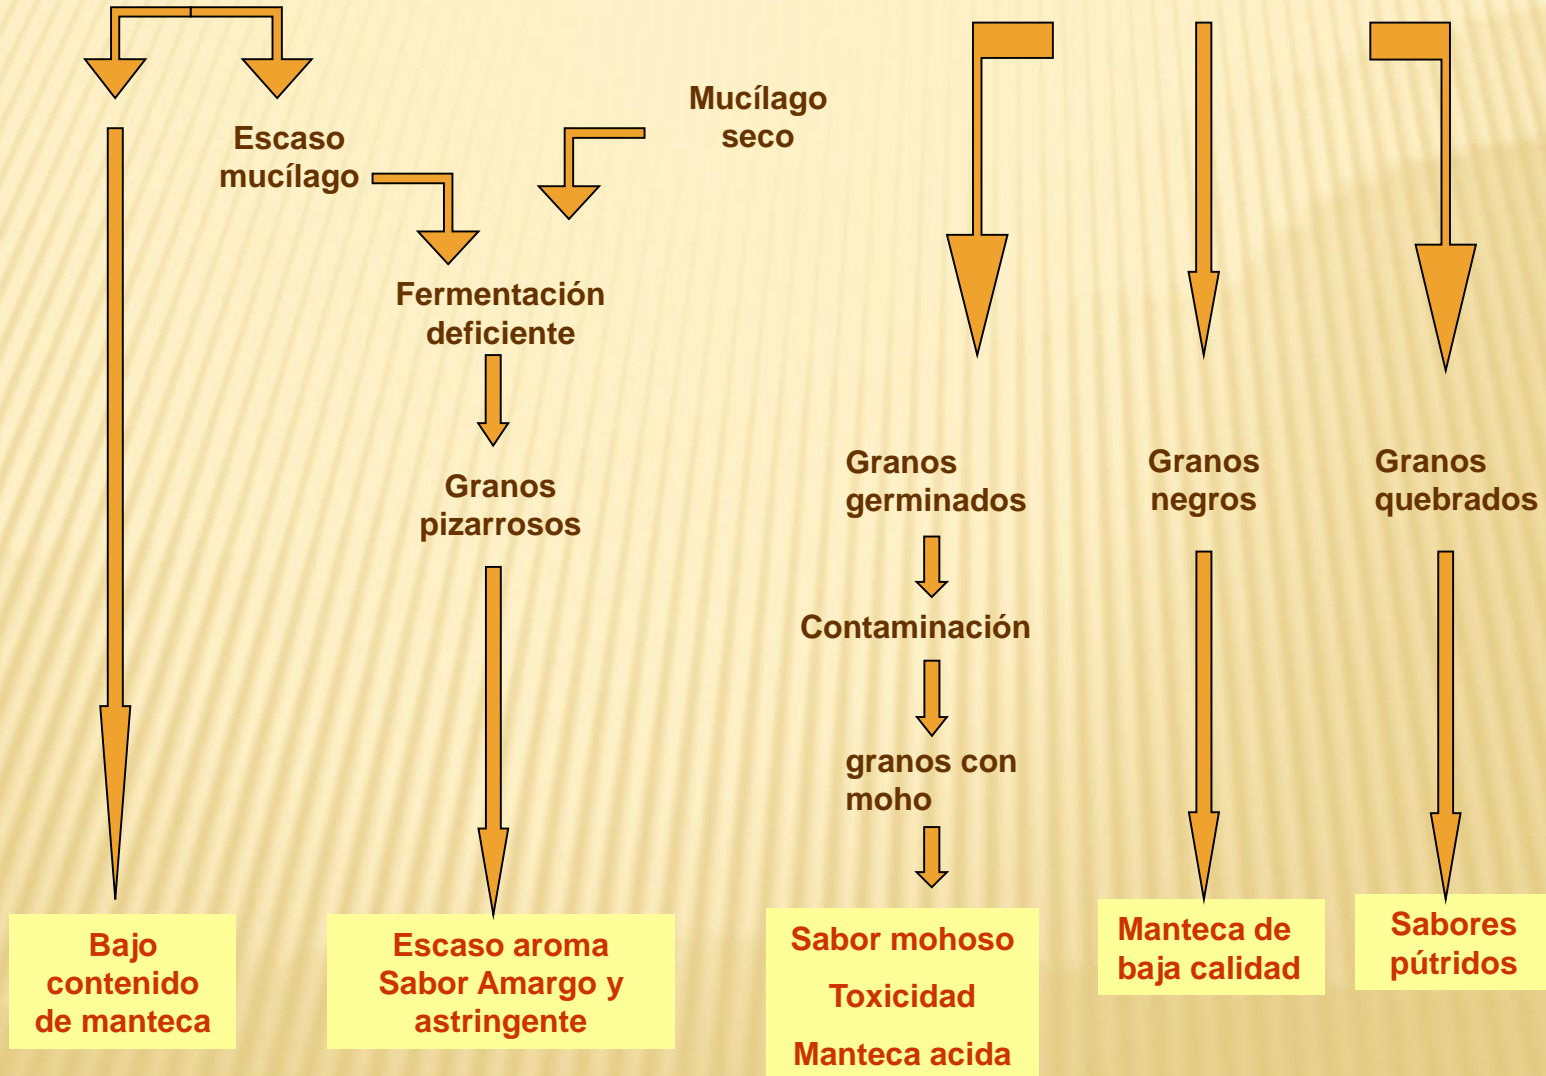 Mucílago
seco
Escaso
mucílago
Fermentación
deficiente
Granos
pizarrosos
Granos
germinados
Granos
negros
Granos
quebrados
Contaminación
granos con
moho
Bajo
contenido
de manteca
Escaso aroma
Sabor Amargo y
astringente
Sabor mohoso
Toxicidad
Manteca acida
Manteca de
baja calidad
Sabores
pútridos